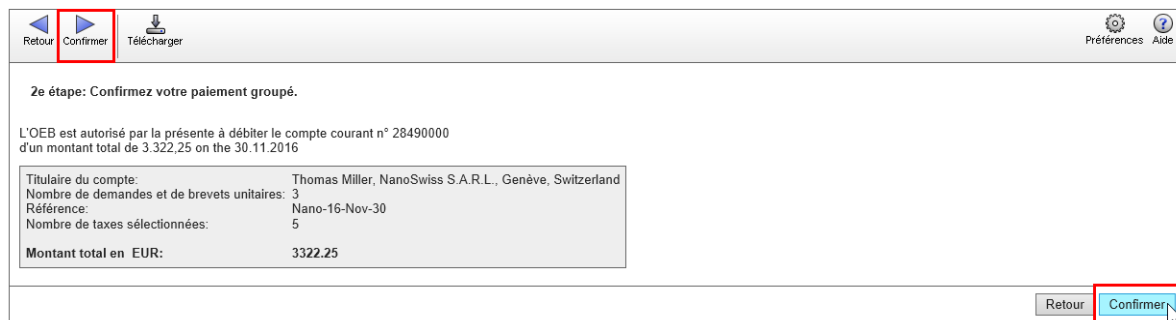 Retour Confirmer Télécharger Préférences Aide
2e étape: Confirmez votre paiement groupé.
L'OEB est autorisé par la présente à débiter le compte courant n° 28490000
d'un montant total de 3.322,25 on the 30.11.2016
Titulaire du compte: Thomas Miller, NanoSwiss S.A.R.L., Genève, Switzerland
Nombre de demandes et de brevets unitaires: 3
Référence: Nano-16-Nov-30
Nombre de taxes sélectionnées: 5
Montant total en EUR: 3322.25
Retour Confirmer